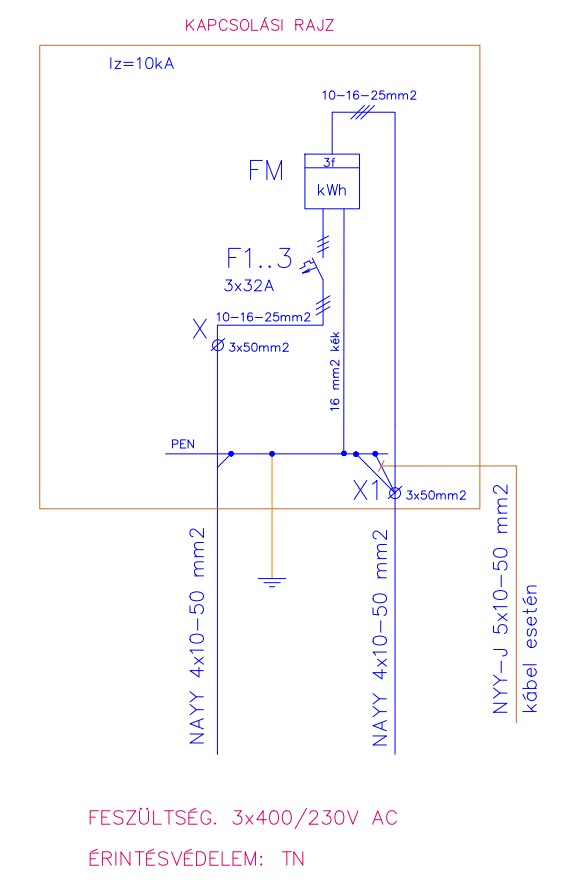 KAPCSOLÁSI RAJZ
Iz=10kA
10-16-25mm2
3f
FM
kWh
F1..3
3x32A
10-16-25mm2
X
3x50mm2
16 mm2 kék
PEN
X1
3x50mm2
NAYY 4x10-50 mm2
NAYY 4x10-50 mm2
NYY-J 5x10-50 mm2
kábel esetén
FESZÜLTSÉG. 3x400/230V AC
ÉRINTÉSVÉDELEM: TN